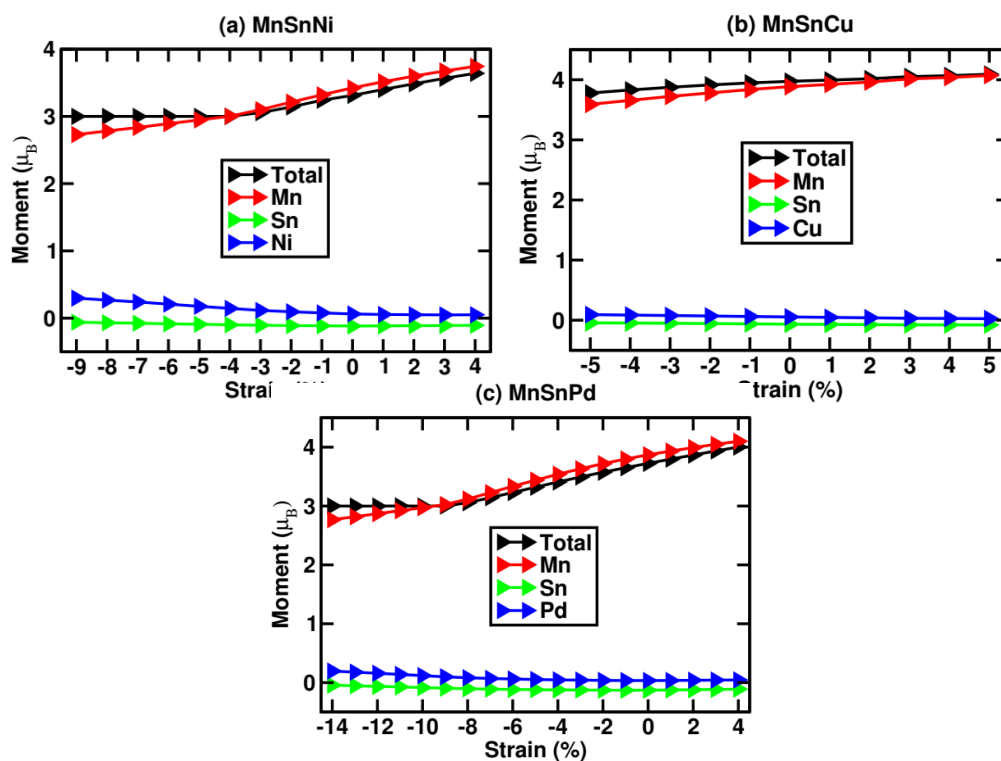 (a) MnSnNi
4
3
2
1
0
Moment (μB)
Total
Mn
Sn
Ni
-9 -8 -7 -6 -5 -4 -3 -2 -1 0 1 2 3 4
(b) MnSnCu
4
3
2
1
0
Moment (μB)
Total
Mn
Sn
Cu
-5 -4 -3 -2 -1 0 1 2 3 4 5
Strain (%)
(c) MnSnPd
4
3
2
1
0
Moment (μB)
Total
Mn
Sn
Pd
-14 -12 -10 -8 -6 -4 -2 0 2 4
Strain (%)